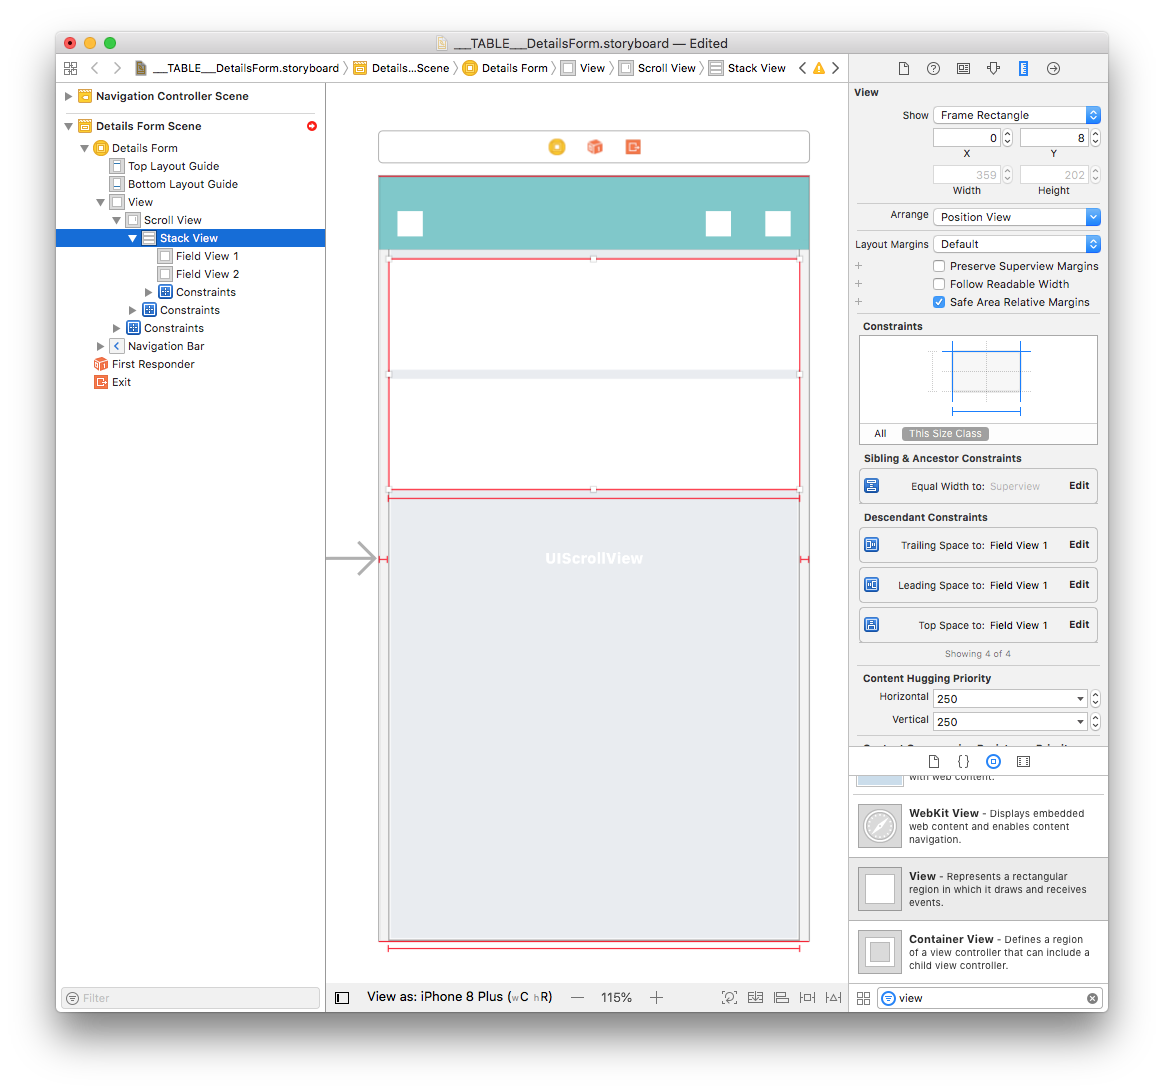 ___TABLE___DetailsForm.storyboard — Edited
___TABLE___DetailsForm.storyboard
Details...Scene
Details Form
View
Scroll View
Stack View
Navigation Controller Scene
Details Form Scene
Details Form
Top Layout Guide
Bottom Layout Guide
View
Scroll View
Stack View
Field View 1
Field View 2
Constraints
Constraints
Constraints
Navigation Bar
First Responder
Exit
Filter
UIScrollView
View as: iPhone 8 Plus (wC hR)
115%
View
Show
Frame Rectangle
0
8
X
Y
359
202
Width
Height
Arrange
Position View
Layout Margins
Default
Preserve Superview Margins
Follow Readable Width
Safe Area Relative Margins
Constraints
All
This Size Class
Sibling & Ancestor Constraints
Equal Width to: Superview
Edit
Descendant Constraints
Trailing Space to: Field View 1
Edit
Leading Space to: Field View 1
Edit
Top Space to: Field View 1
Edit
Showing 4 of 4
Content Hugging Priority
Horizontal
250
Vertical
250
with web content.
WebKit View - Displays embedded
web content and enables content
navigation.
View - Represents a rectangular
region in which it draws and receives
events.
Container View - Defines a region
of a view controller that can include a
child view controller.
view